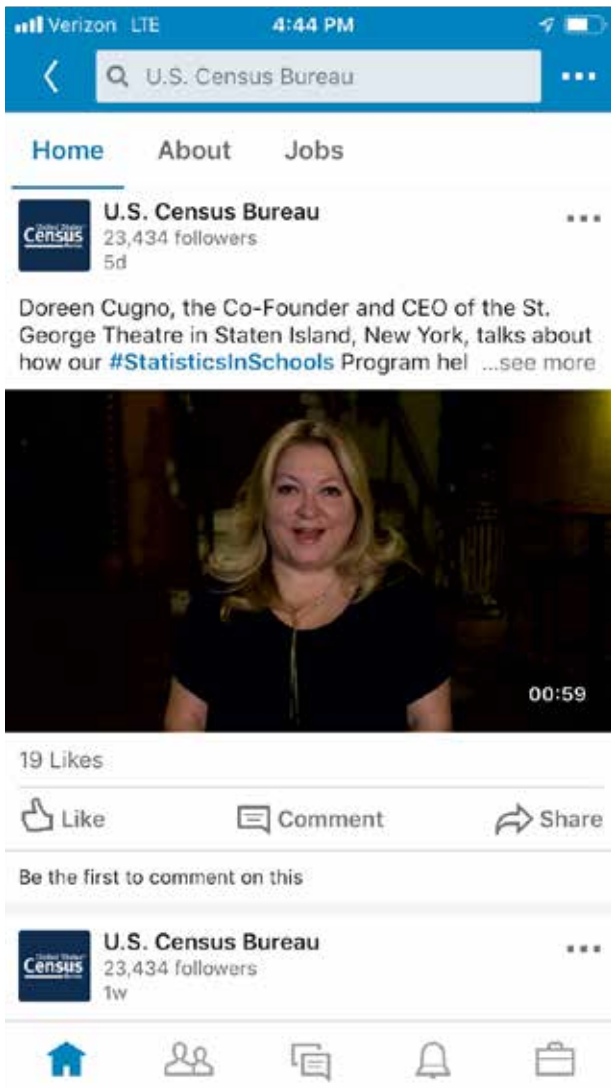 Verizon LTE 4:44 PM
U.S. Census Bureau
Home About Jobs
Census
U.S. Census Bureau
23,434 followers
5d
Doreen Cugno, the Co-Founder and CEO of the St.
George Theatre in Staten Island, New York, talks about
how our #StatisticsInSchools Program hel ...see more
00:59
19 Likes
Like Comment Share
Be the first to comment on this
Census
U.S. Census Bureau
23,434 followers
1w